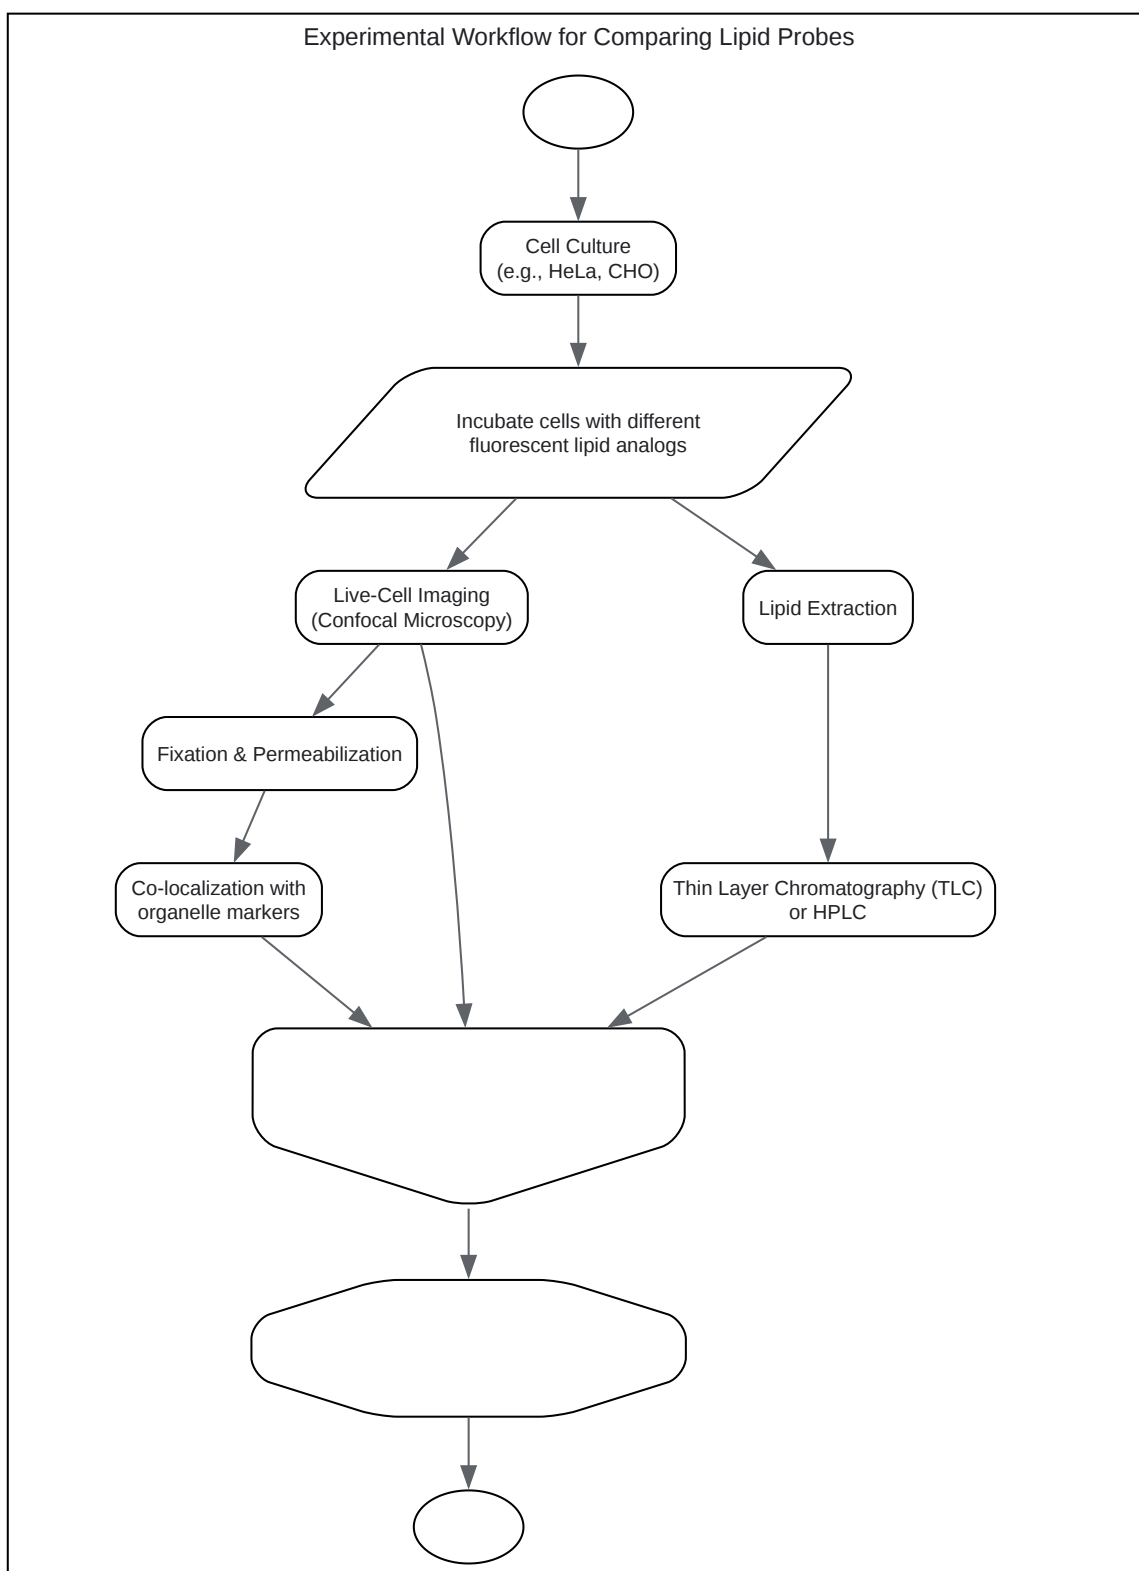 Experimental Workflow for Comparing Lipid Probes
Cell Culture
(e.g., HeLa, CHO)
Incubate cells with different
fluorescent lipid analogs
Live-Cell Imaging
(Confocal Microscopy)
Lipid Extraction
Fixation & Permeabilization
Co-localization with
organelle markers
Thin Layer Chromatography (TLC)
or HPLC